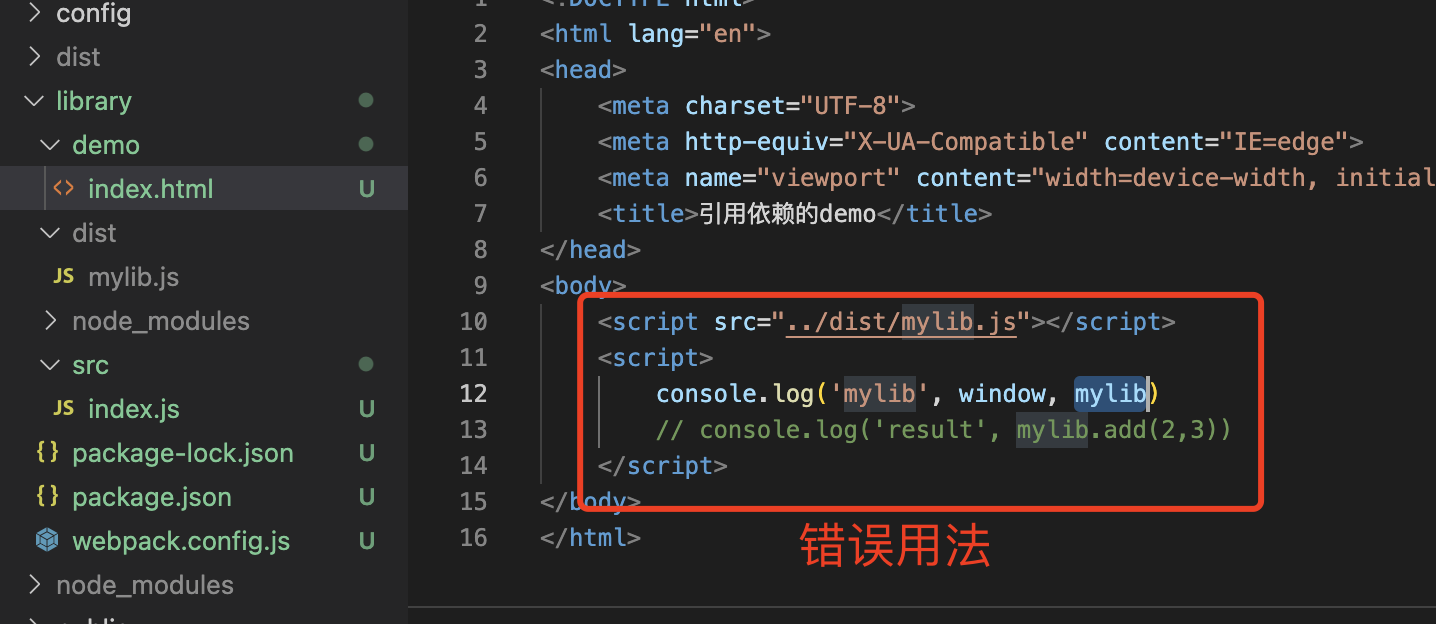 config
dist
library
demo
index.html U
dist
JS mylib.js
node_modules
src
JS index.js U
{} package-lock.json U
{} package.json U
webpack.config.js U
node_modules
1 <!DOCTYPE html>
2 <html lang="en">
3 <head>
4 <meta charset="UTF-8">
5 <meta http-equiv="X-UA-Compatible" content="IE=edge">
6 <meta name="viewport" content="width=device-width, initial
7 <title>引用依赖的demo</title>
8 </head>
9 <body>
10 <script src="../dist/mylib.js"></script>
11 <script>
12 console.log('mylib', window, mylib)
13 // console.log('result', mylib.add(2,3))
14 </script>
15 </body>
16 </html>
错误用法